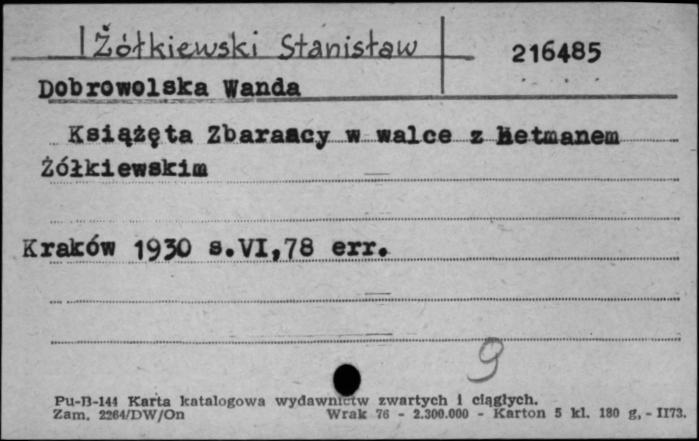 Żółkiewski Stanisław
216485
Dobrowolska Wanda
Książęta Zbarascy w walce z hetmanem
Żółkiewskim
Kraków 1930 s.VI,78 err.
9
Pu-B-144 Karta katalogowa wydawnictw zwartych i ciągłych.
Zam. 2264/DW/On Wrak 76 - 2.300.000 - Karton 5 kl. 180 g, - II73.